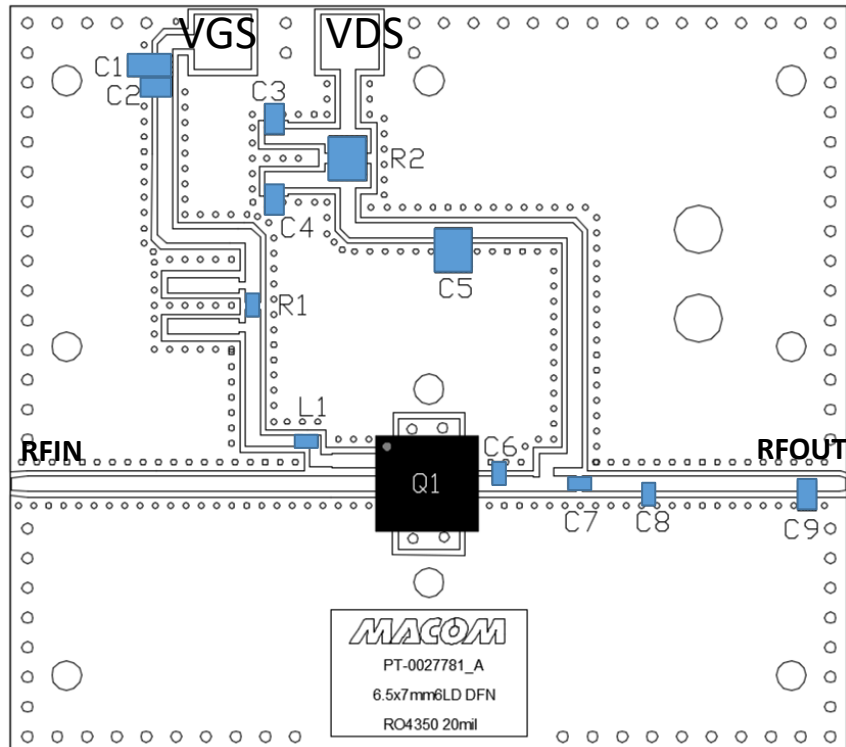 VGS VDS
C1
C2
C3
R2
C4
C5
R1
L1
RFIN
RFOUT
C6
Q1
C7
C8
C9
MACOM
PT-0027781_A
6.5x7mm6LD DFN
RO4350 20mil